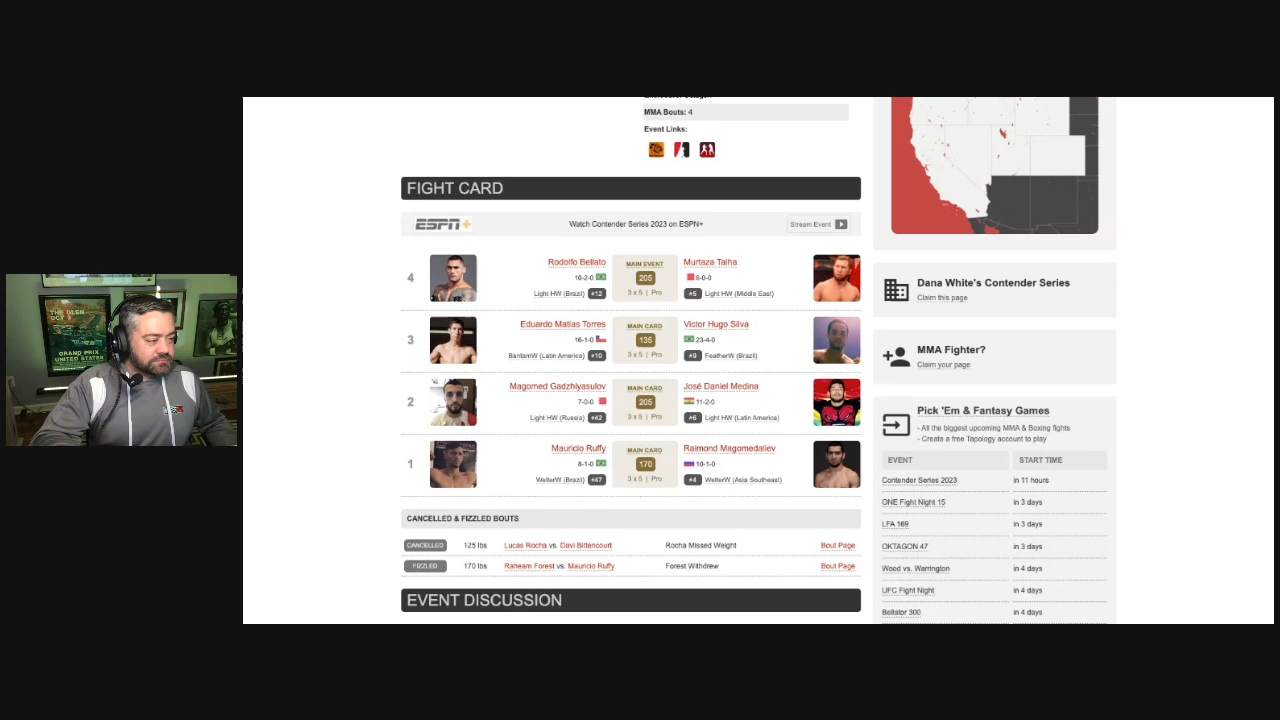 THE GLEN
GRAND PRIX
UNITED STATES
MMA Bouts: 4
Event Links:
FIGHT CARD
ESPN+ Watch Contender Series 2023 on ESPN+ Stream Event
4 Rodolfo Bellato MAIN EVENT Murtaza Talha
10-2-0 205 6-0-0
Light HW (Brazil) #12 3 x 5 | Pro #5 Light HW (Middle East)
3 Eduardo Matias Torres MAIN CARD Victor Hugo Silva
16-1-0 135 23-4-0
BantamW (Latin America) #10 3 x 5 | Pro #9 FeatherW (Brazil)
2 Magomed Gadzhiyasulov MAIN CARD José Daniel Medina
7-0-0 205 11-2-0
Light HW (Russia) #42 3 x 5 | Pro #6 Light HW (Latin America)
1 Mauricio Ruffy MAIN CARD Raimond Magomedaliev
8-1-0 170 10-1-0
WelterW (Brazil) #47 3 x 5 | Pro #4 WelterW (Asia Southeast)
CANCELLED & FIZZLED BOUTS
CANCELLED 125 lbs Lucas Rocha vs. Davi Bittencourt Rocha Missed Weight Bout Page
FIZZLED 170 lbs Raheam Forest vs. Mauricio Ruffy Forest Withdrew Bout Page
EVENT DISCUSSION
Dana White's Contender Series
Claim this page
MMA Fighter?
Claim your page
Pick 'Em & Fantasy Games
- All the biggest upcoming MMA & Boxing fights
- Create a free Tapology account to play
EVENT START TIME
Contender Series 2023 in 11 hours
ONE Fight Night 15 in 3 days
LFA 169 in 3 days
OKTAGON 47 in 3 days
Wood vs. Warrington in 4 days
UFC Fight Night in 4 days
Bellator 300 in 4 days